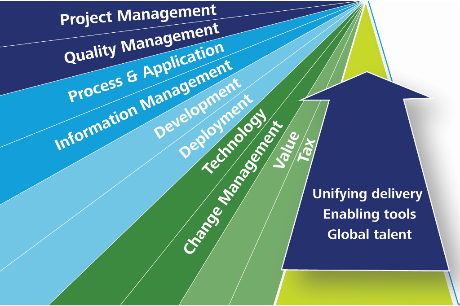 Project Management
Quality Management
Process & Application
Information Management
Development
Deployment
Technology
Change Management
Value
Tax
Unifying delivery
Enabling tools
Global talent